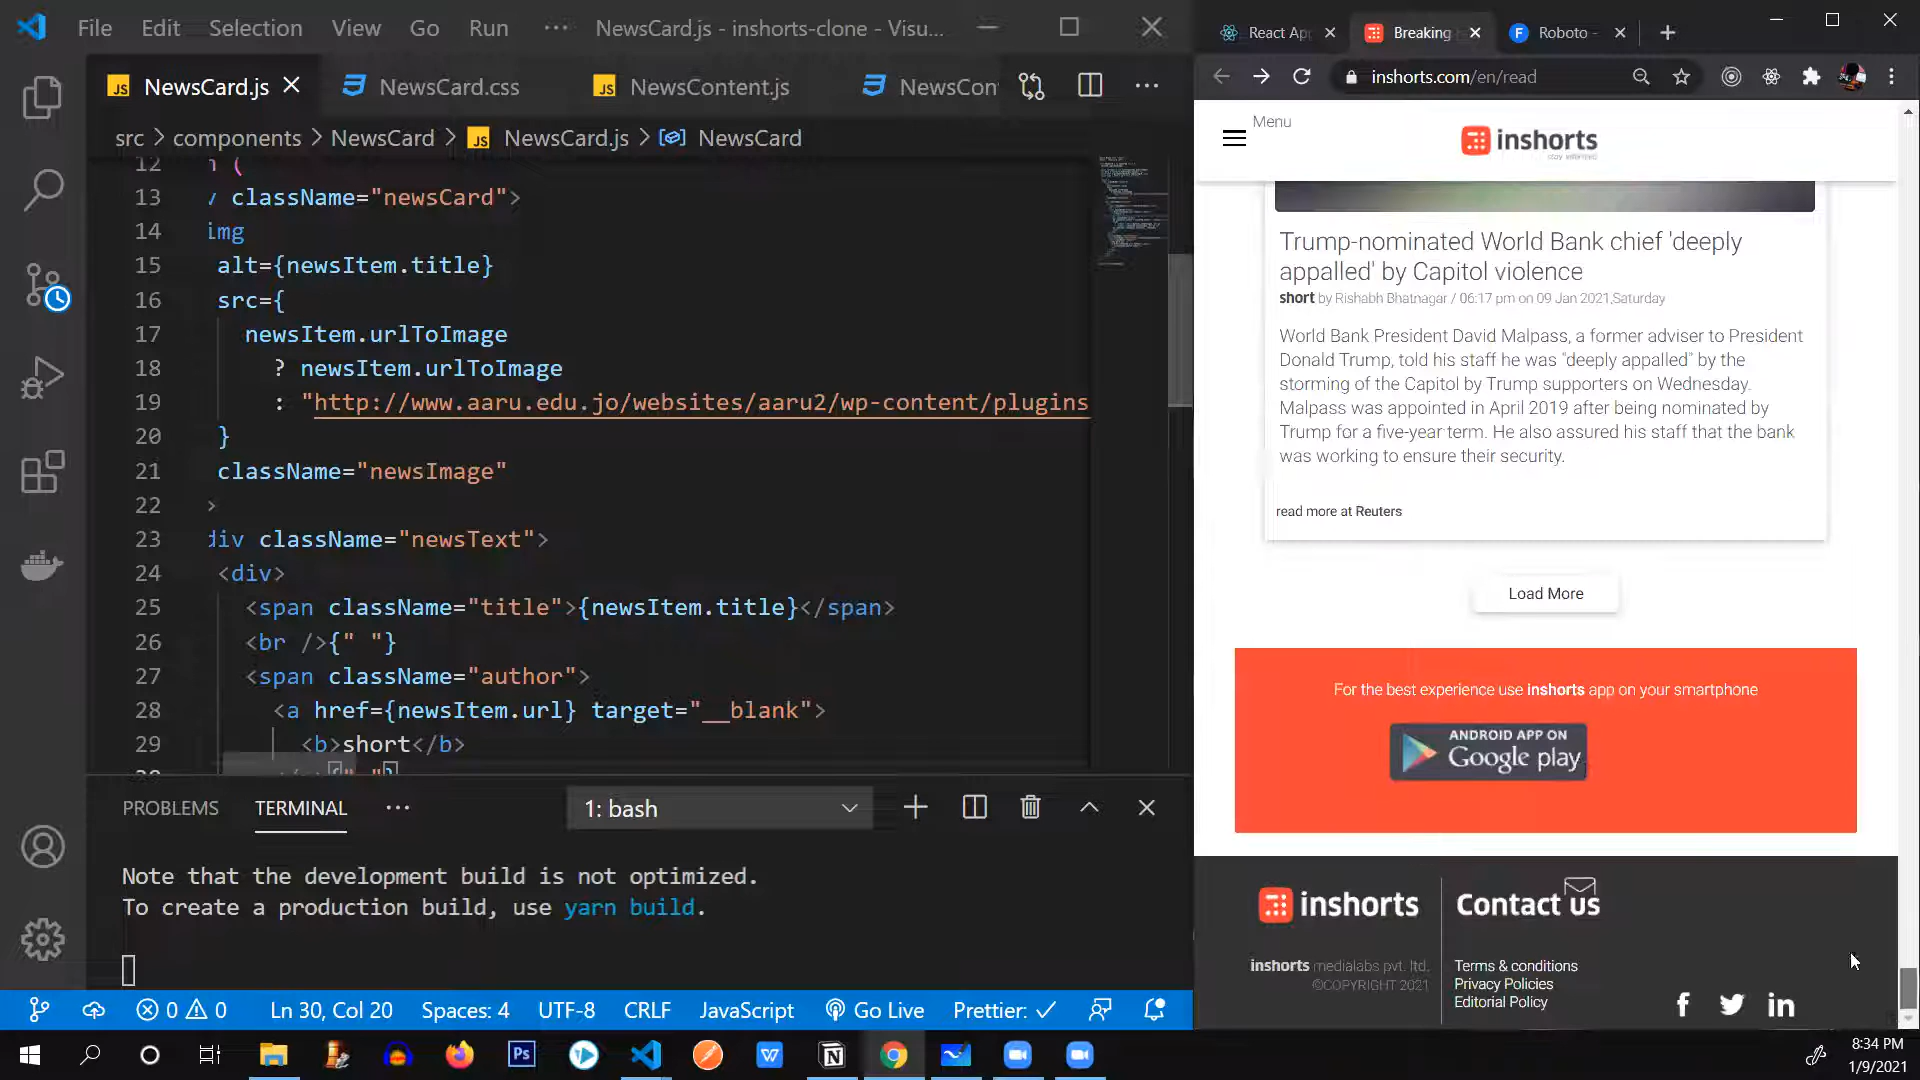 File Edit Selection View Go Run ··· NewsCard.js - inshorts-clone - Visu...
NewsCard.js NewsCard.css NewsContent.js NewsCon
src > components > NewsCard > NewsCard.js > NewsCard
12
13 className="newsCard">
14 img
15 alt={newsItem.title}
16 src={
17 newsItem.urlToImage
18 ? newsItem.urlToImage
19 : "http://www.aaru.edu.jo/websites/aaru2/wp-content/plugins
20 }
21 className="newsImage"
22 >
23 div className="newsText">
24 <div>
25 <span className="title">{newsItem.title}</span>
26 <br />{" "}
27 <span className="author">
28 <a href={newsItem.url} target="__blank">
29 <b>short</b>
PROBLEMS TERMINAL ··· 1: bash
Note that the development build is not optimized.
To create a production build, use yarn build.
0 0 Ln 30, Col 20 Spaces: 4 UTF-8 CRLF JavaScript Go Live Prettier: ✓
React App Breaking Roboto -
inshorts.com/en/read
Menu
inshorts
stay informed
Trump-nominated World Bank chief 'deeply
appalled' by Capitol violence
short by Rishabh Bhatnagar / 06:17 pm on 09 Jan 2021,Saturday
World Bank President David Malpass, a former adviser to President
Donald Trump, told his staff he was "deeply appalled" by the
storming of the Capitol by Trump supporters on Wednesday.
Malpass was appointed in April 2019 after being nominated by
Trump for a five-year term. He also assured his staff that the bank
was working to ensure their security.
read more at Reuters
Load More
For the best experience use inshorts app on your smartphone
ANDROID APP ON
Google play
inshorts
Contact us
inshorts medialabs pvt. ltd.
©COPYRIGHT 2021
Terms & conditions
Privacy Policies
Editorial Policy
8:34 PM
1/9/2021